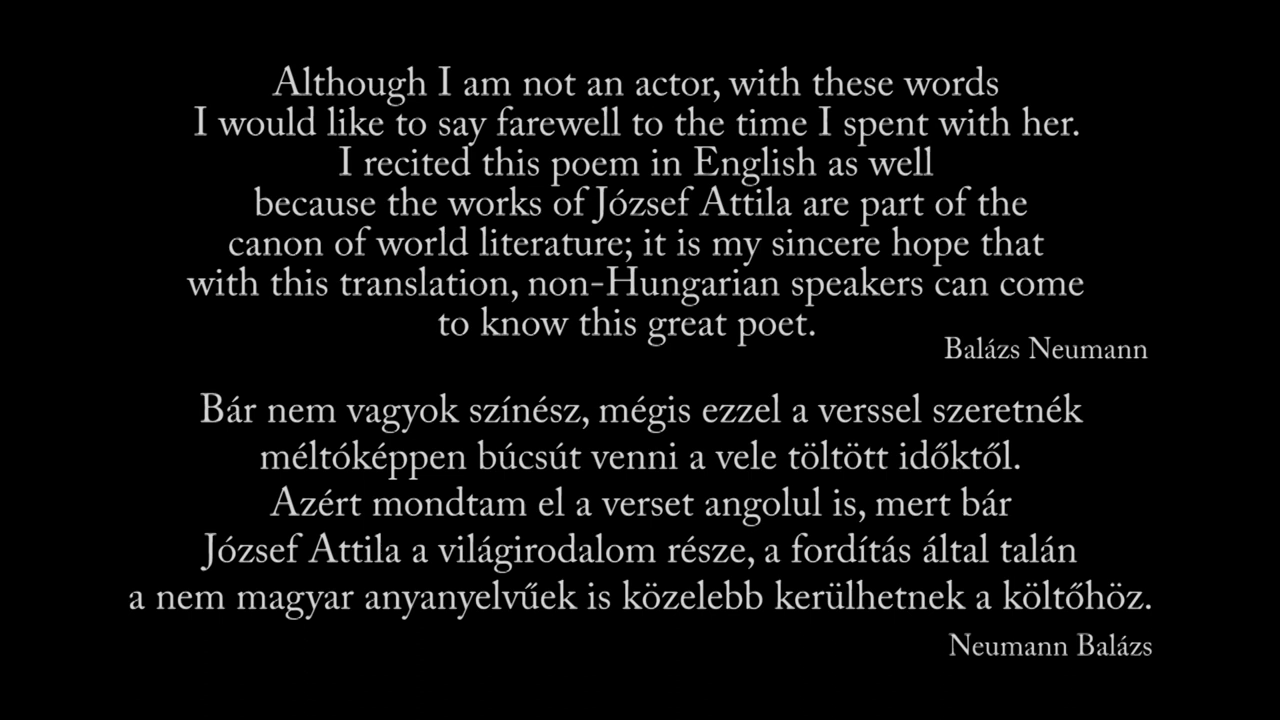 Although I am not an actor, with these words
I would like to say farewell to the time I spent with her.
I recited this poem in English as well
because the works of József Attila are part of the
canon of world literature; it is my sincere hope that
with this translation, non-Hungarian speakers can come
to know this great poet.
Balázs Neumann
Bár nem vagyok színész, mégis ezzel a verssel szeretnék
méltóképpen búcsút venni a vele töltött időktől.
Azért mondtam el a verset angolul is, mert bár
József Attila a világirodalom része, a fordítás által talán
a nem magyar anyanyelvűek is közelebb kerülhetnek a költőhöz.
Neumann Balázs